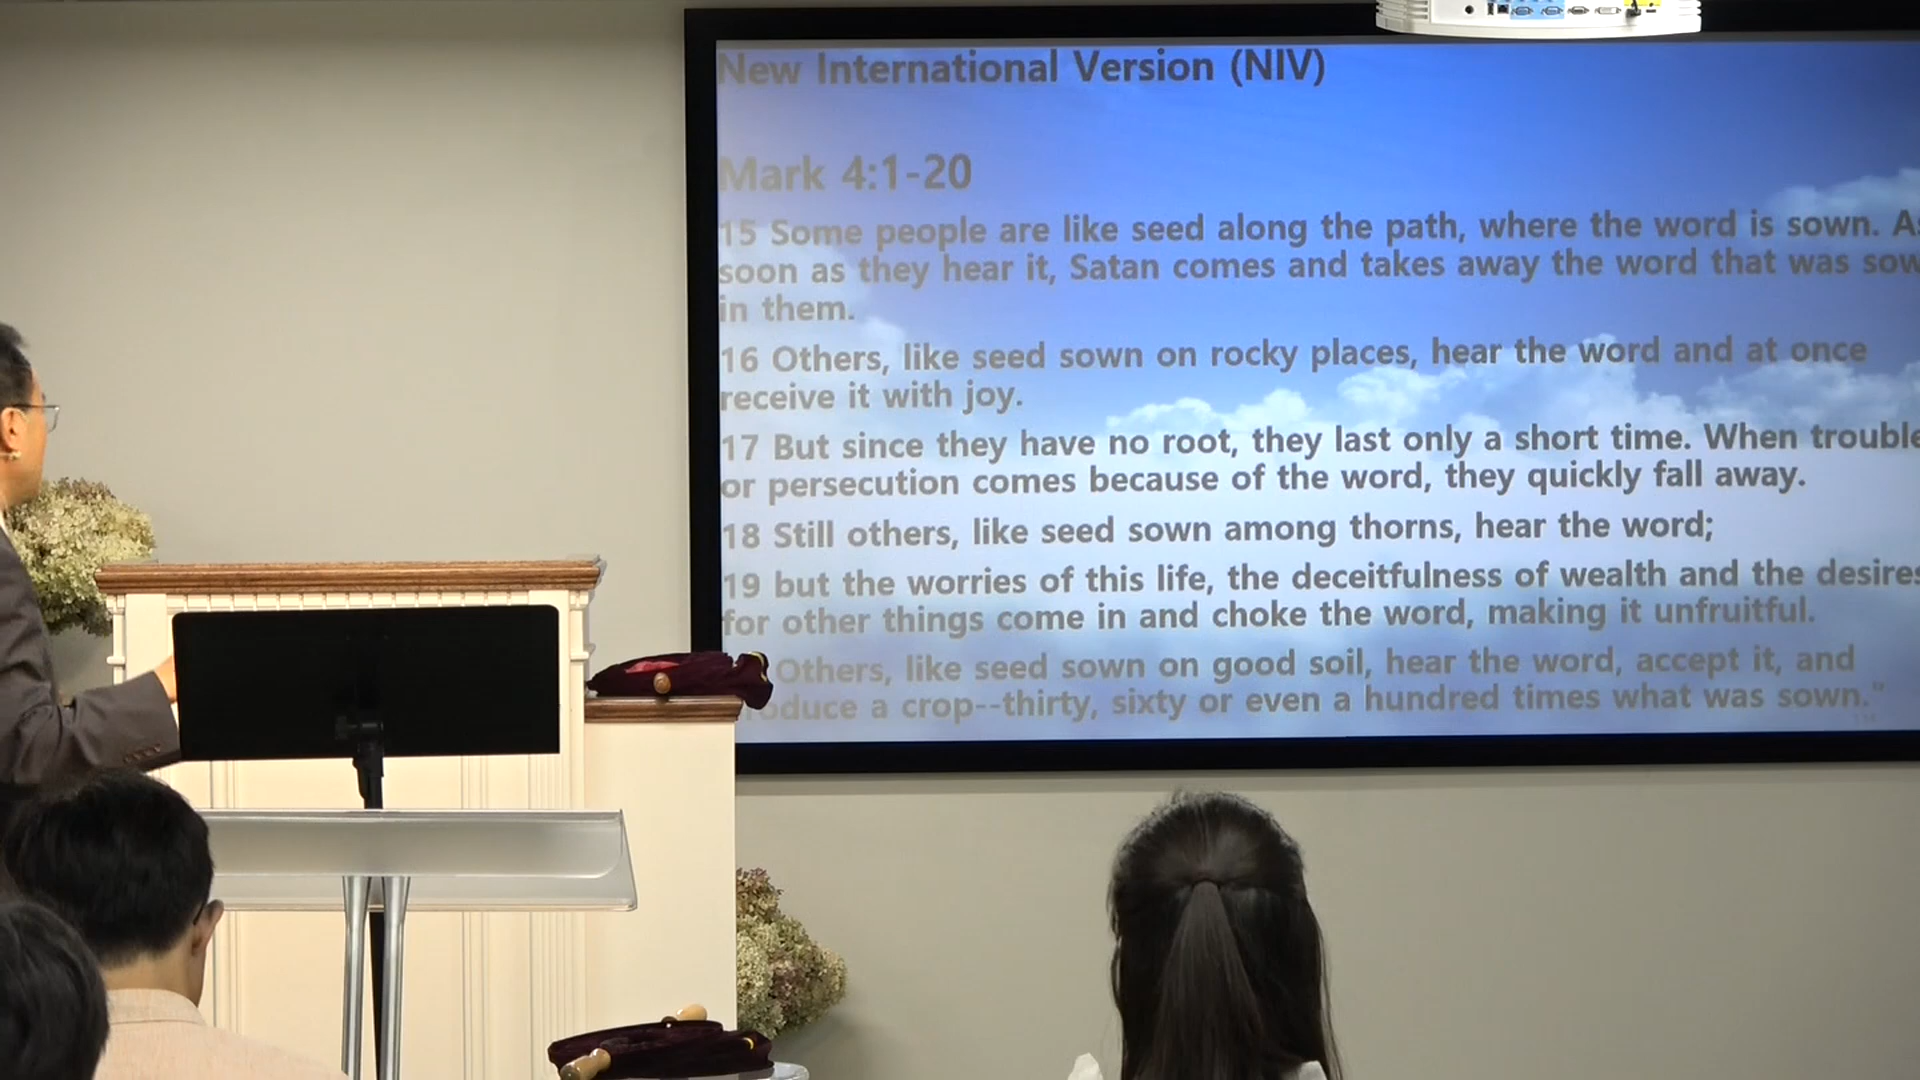 New International Version (NIV)
Mark 4:1-20
15 Some people are like seed along the path, where the word is sown. As
soon as they hear it, Satan comes and takes away the word that was sow
in them.
16 Others, like seed sown on rocky places, hear the word and at once
receive it with joy.
17 But since they have no root, they last only a short time. When trouble
or persecution comes because of the word, they quickly fall away.
18 Still others, like seed sown among thorns, hear the word;
19 but the worries of this life, the deceitfulness of wealth and the desires
for other things come in and choke the word, making it unfruitful.
Others, like seed sown on good soil, hear the word, accept it, and
oduce a crop--thirty, sixty or even a hundred times what was sown."